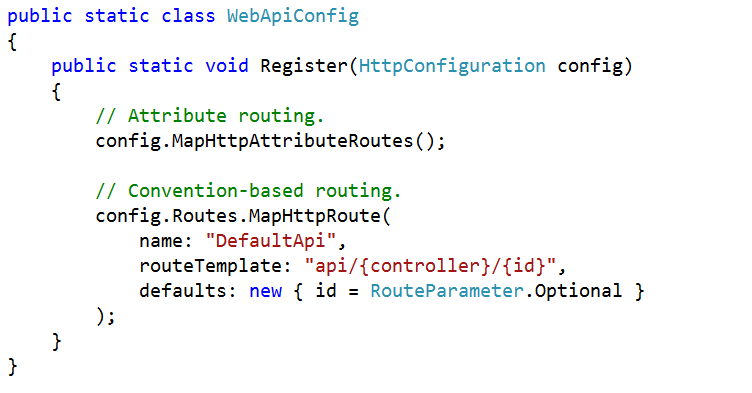 public static class WebApiConfig
{
    public static void Register(HttpConfiguration config)
    {
        // Attribute routing.
        config.MapHttpAttributeRoutes();

        // Convention-based routing.
        config.Routes.MapHttpRoute(
            name: "DefaultApi",
            routeTemplate: "api/{controller}/{id}",
            defaults: new { id = RouteParameter.Optional }
        );
    }
}